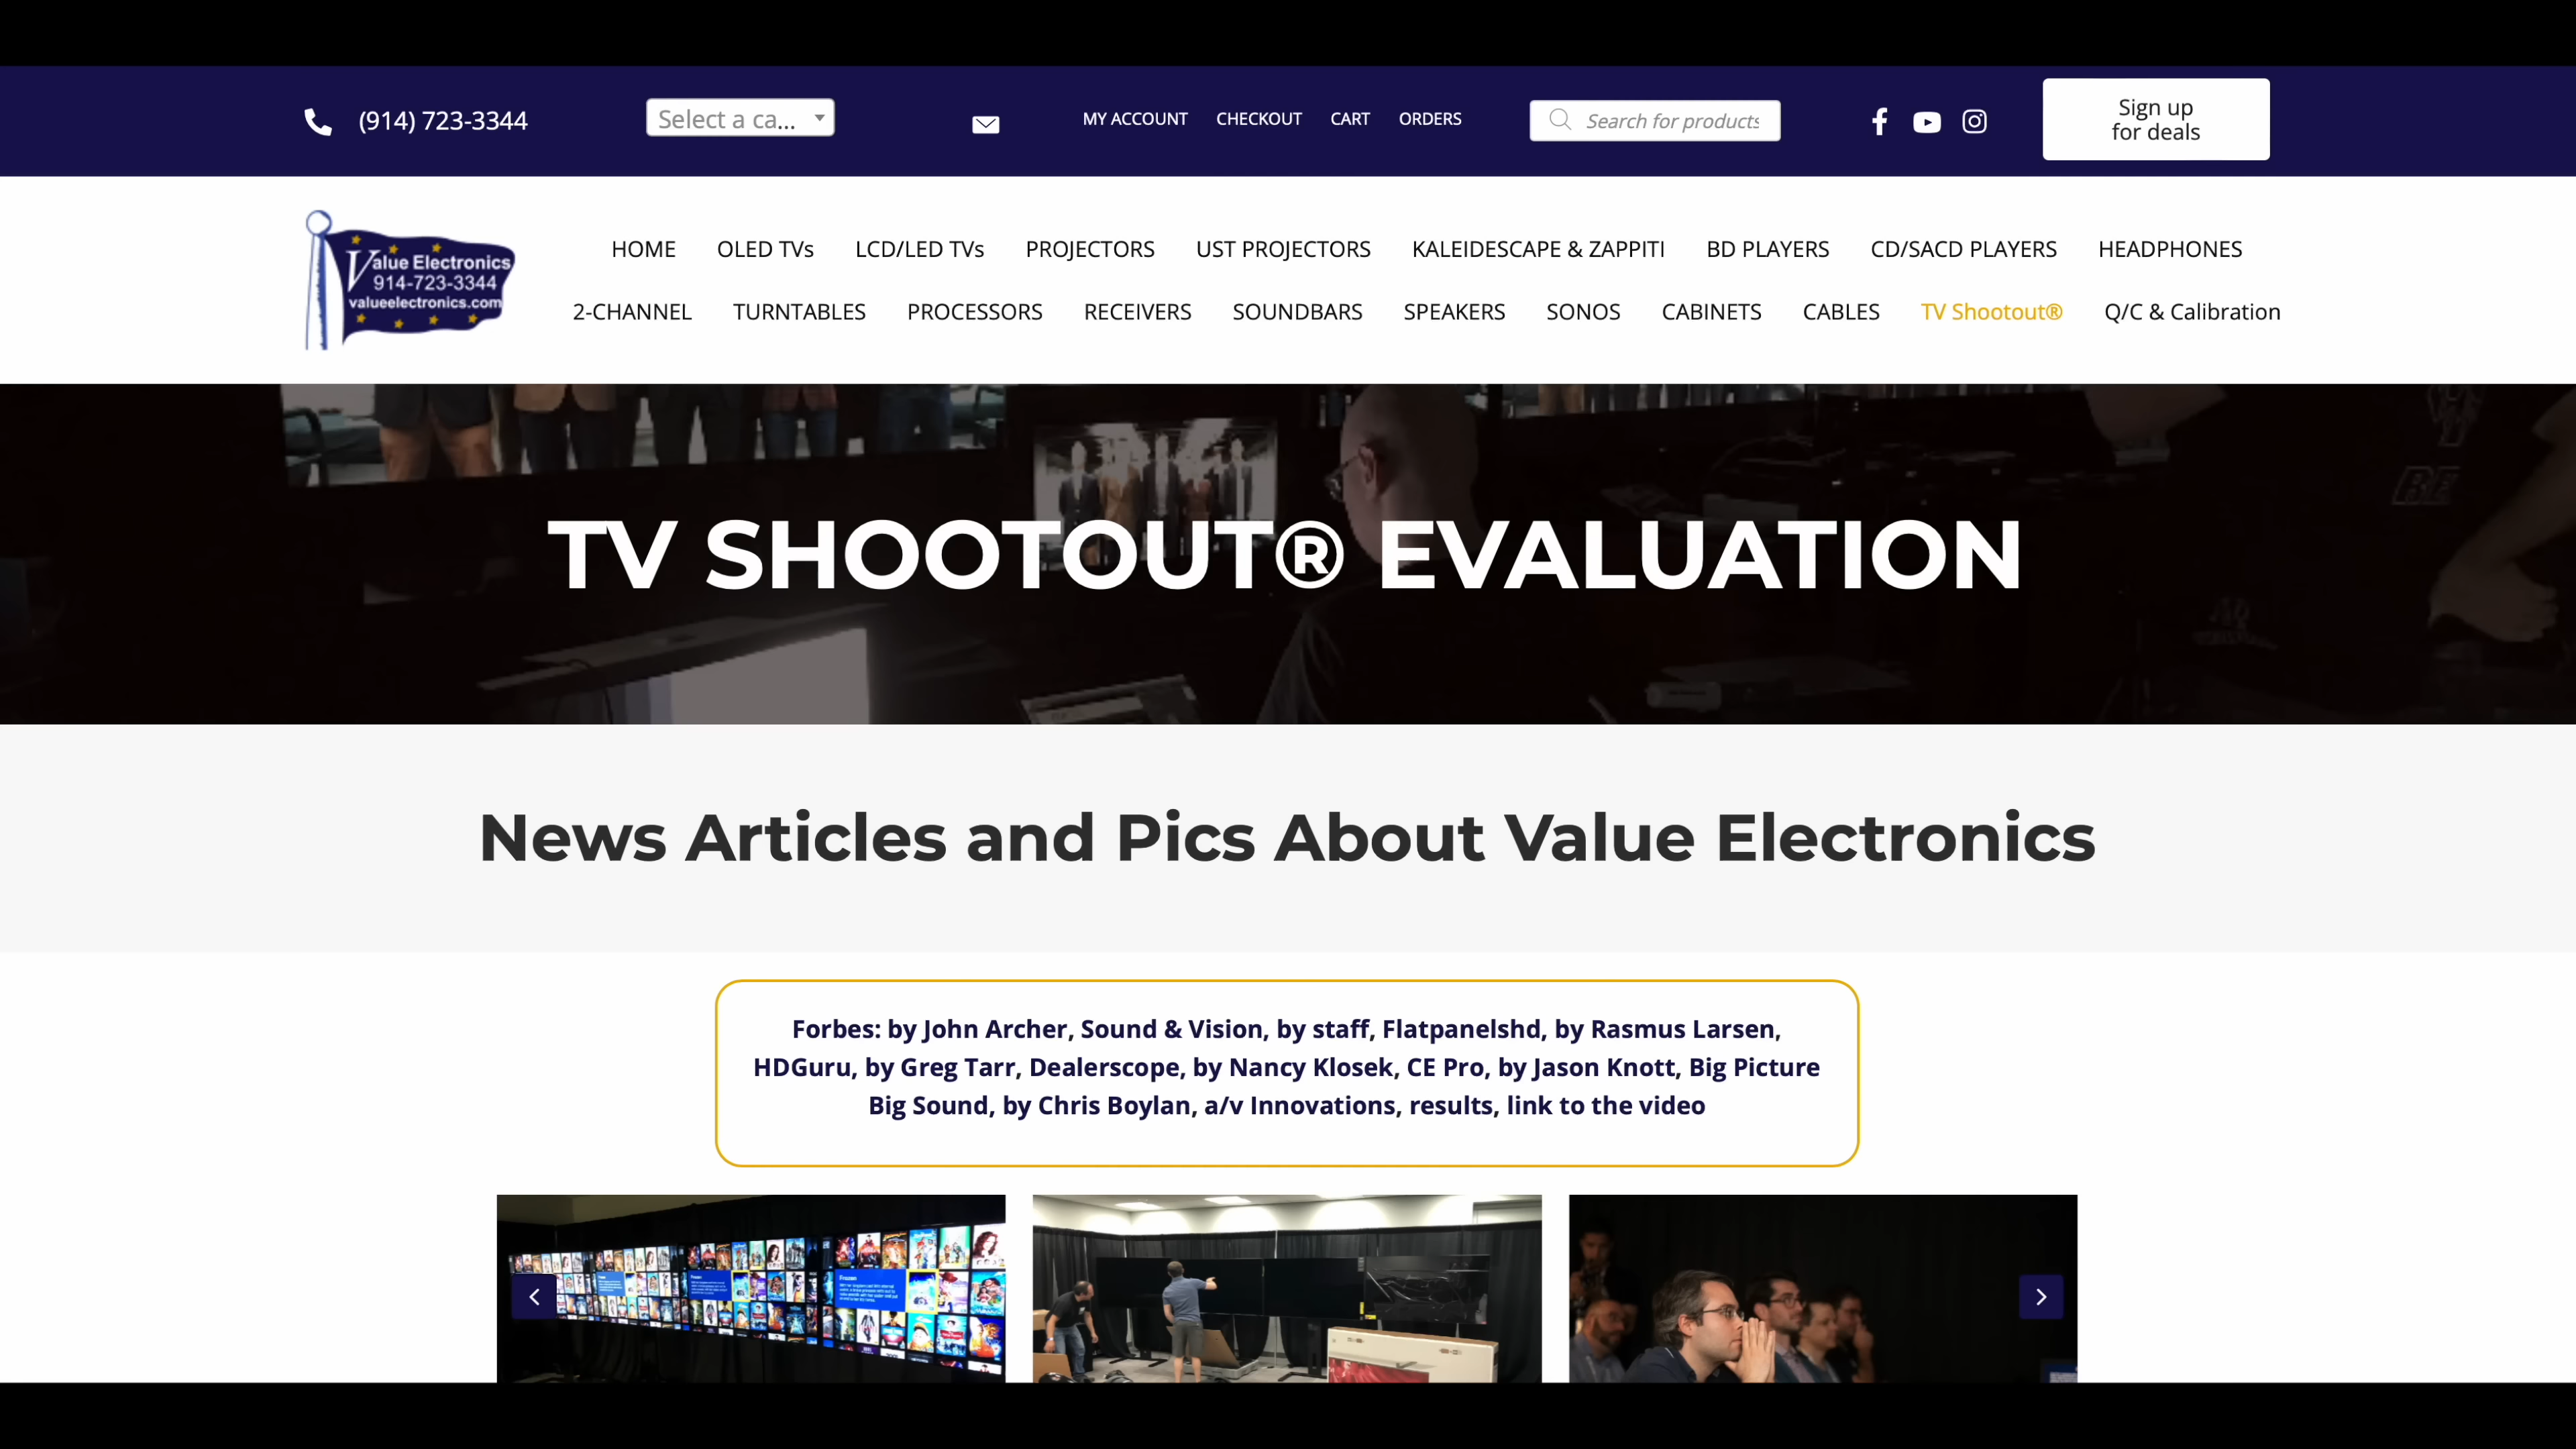 (914) 723-3344
Select a ca...
MY ACCOUNT CHECKOUT CART ORDERS
Search for products
Sign up
for deals
Value Electronics
914-723-3344
valueelectronics.com
HOME OLED TVs LCD/LED TVs PROJECTORS UST PROJECTORS KALEIDESCAPE & ZAPPITI BD PLAYERS CD/SACD PLAYERS HEADPHONES
2-CHANNEL TURNTABLES PROCESSORS RECEIVERS SOUNDBARS SPEAKERS SONOS CABINETS CABLES TV Shootout® Q/C & Calibration
TV SHOOTOUT® EVALUATION
News Articles and Pics About Value Electronics
Forbes: by John Archer, Sound & Vision, by staff, Flatpanelshd, by Rasmus Larsen,
HDGuru, by Greg Tarr, Dealerscope, by Nancy Klosek, CE Pro, by Jason Knott, Big Picture
Big Sound, by Chris Boylan, a/v Innovations, results, link to the video
Frozen